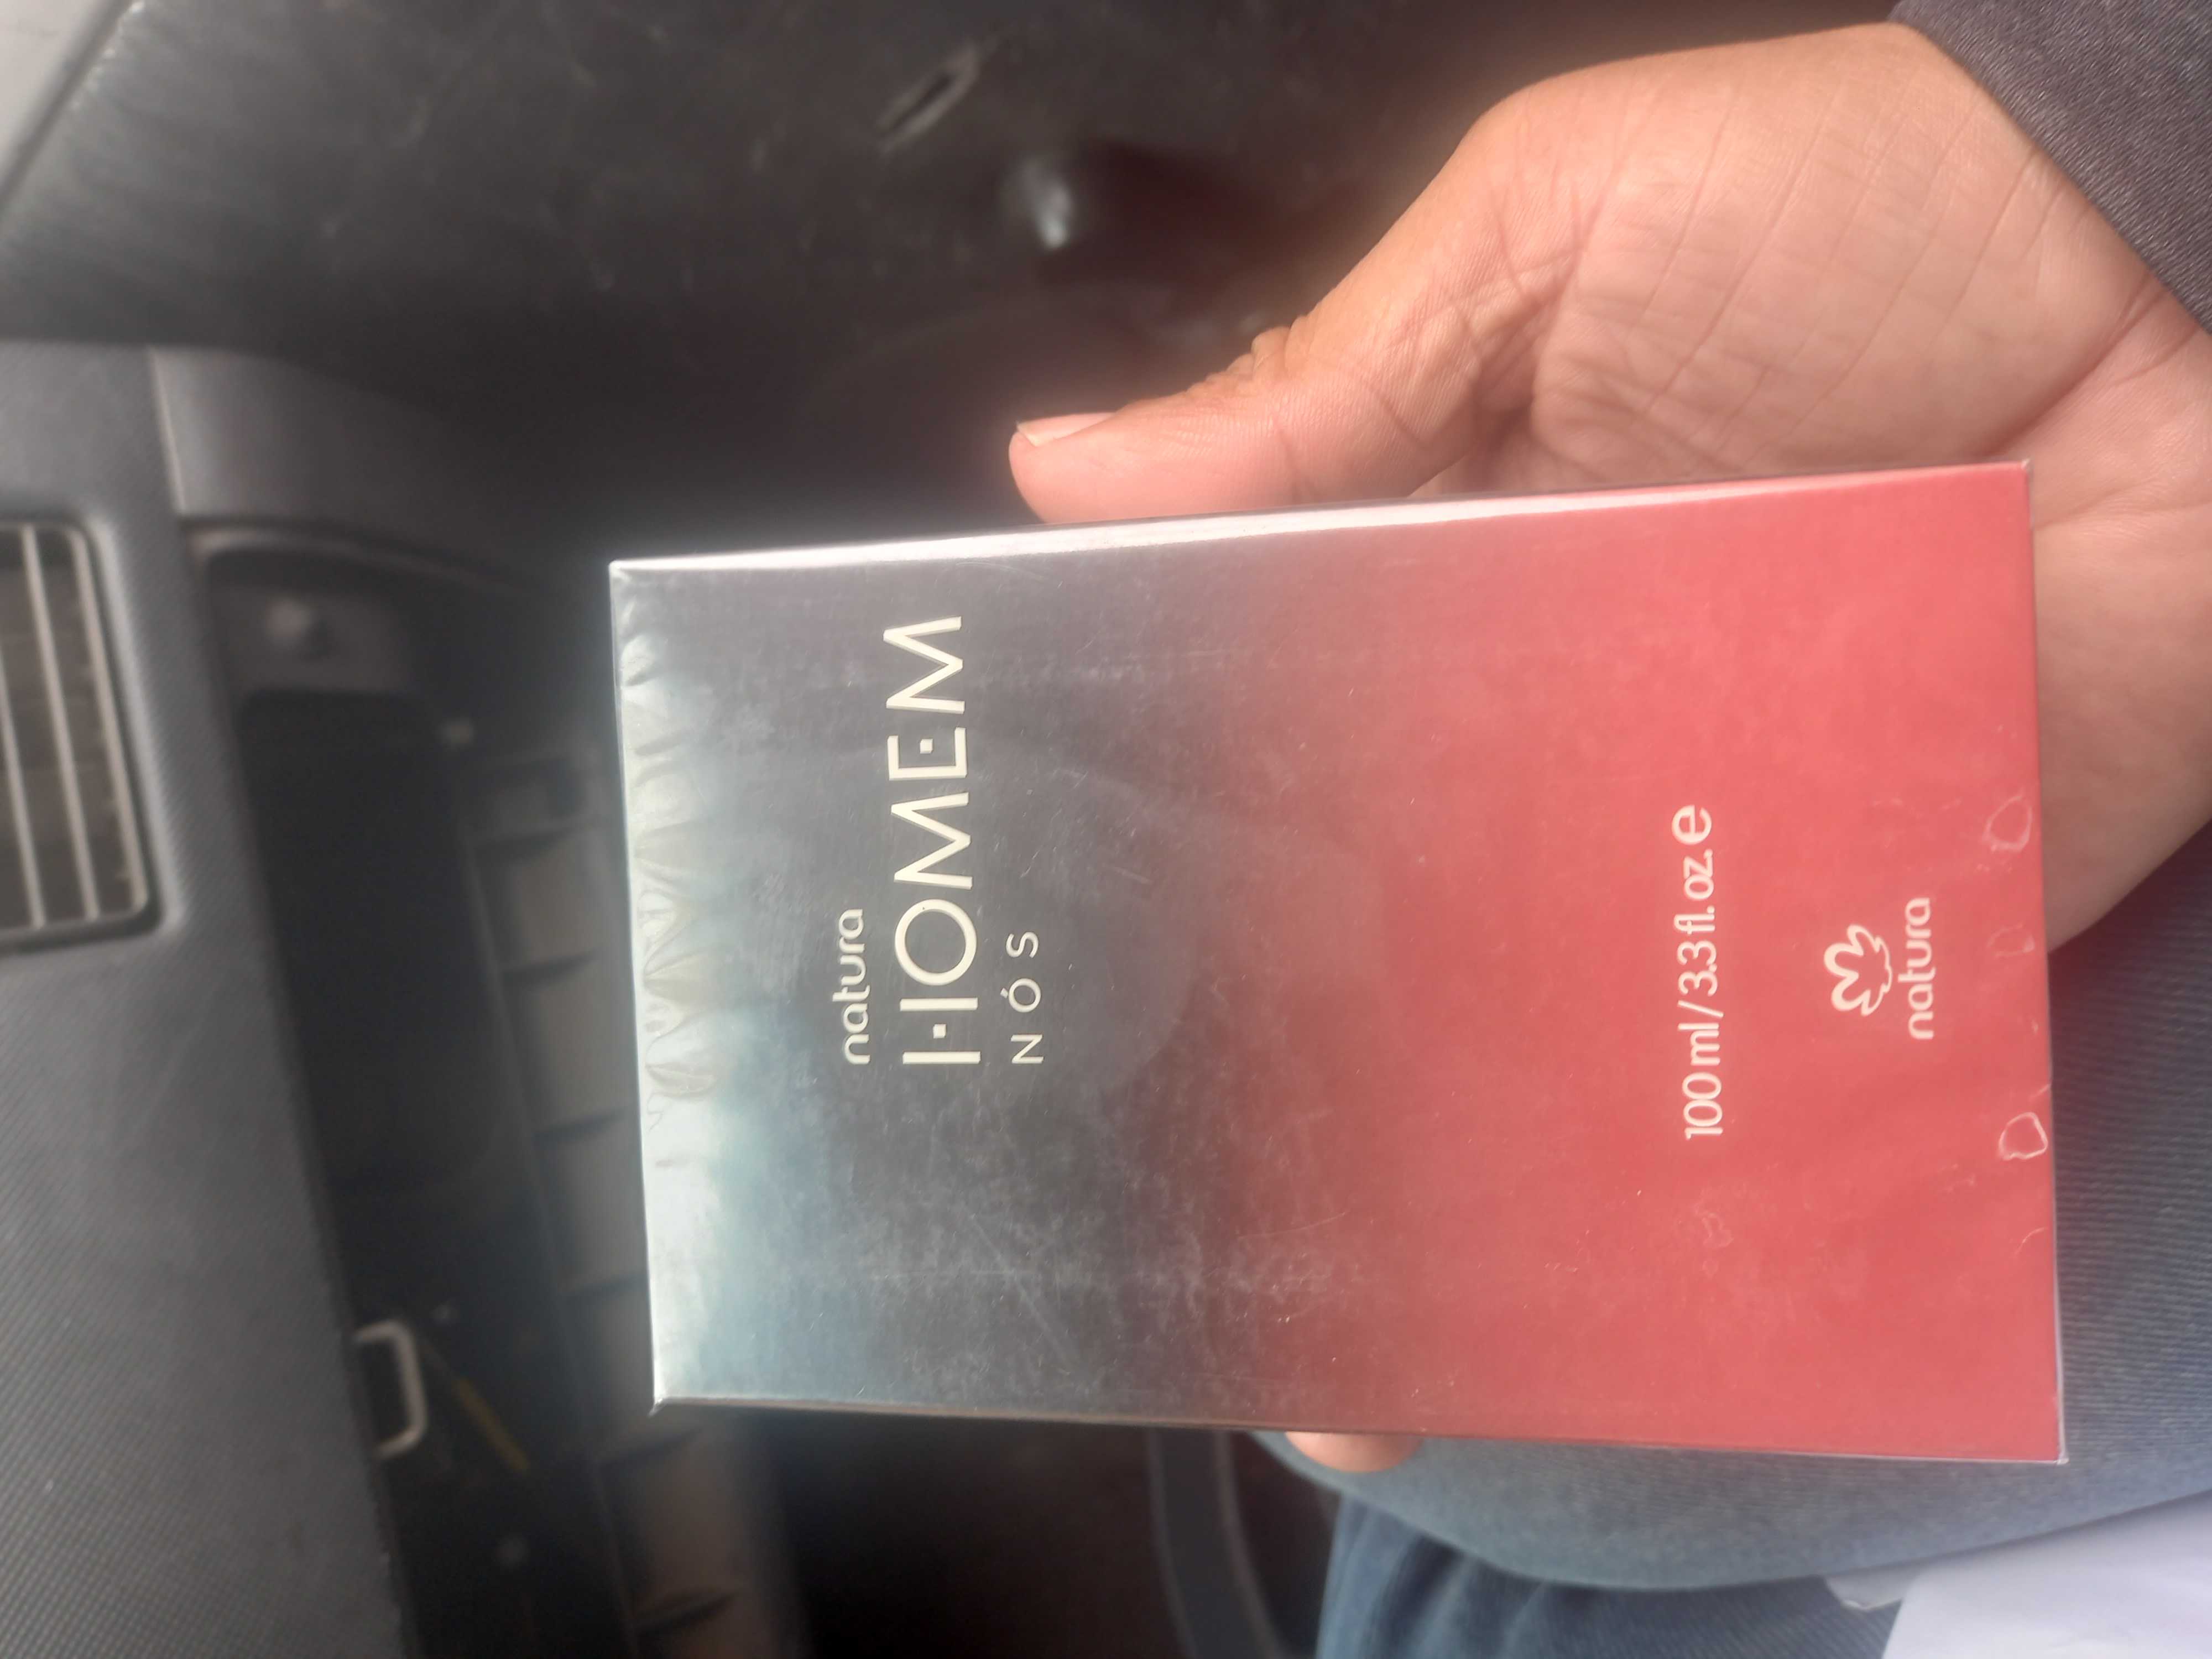 natura
HOMEM
NÓS
100 ml / 3.3 fl. oz. e
natura